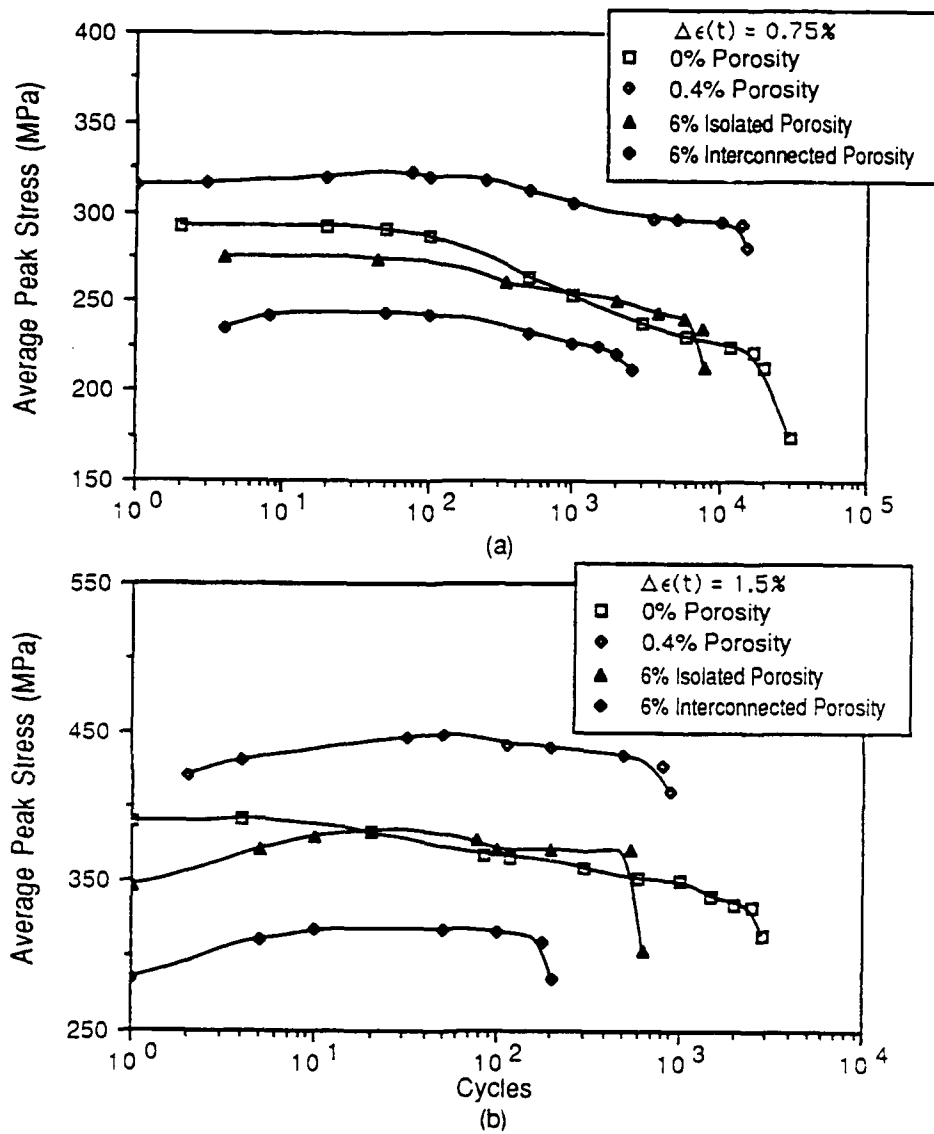 (a)
Δϵ(t) = 0.75%
0% Porosity
0.4% Porosity
6% Isolated Porosity
6% Interconnected Porosity
Average Peak Stress (MPa)
400
350
300
250
200
150
10^0
10^1
10^2
10^3
10^4
10^5
(a)
Δϵ(t) = 1.5%
0% Porosity
0.4% Porosity
6% Isolated Porosity
6% Interconnected Porosity
Average Peak Stress (MPa)
550
450
350
250
10^0
10^1
10^2
10^3
10^4
Cycles
(b)